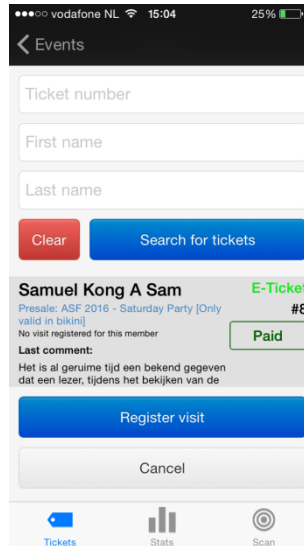 vodafone NL 15:04 25%
Events
Ticket number
First name
Last name
Clear Search for tickets
Samuel Kong A Sam E-Ticket
Presale: ASF 2016 - Saturday Party [Only #8
valid in bikini]
No visit registered for this member Paid
Last comment:
Het is al geruime tijd een bekend gegeven
dat een lezer, tijdens het bekijken van de
Register visit
Cancel
Tickets Stats Scan